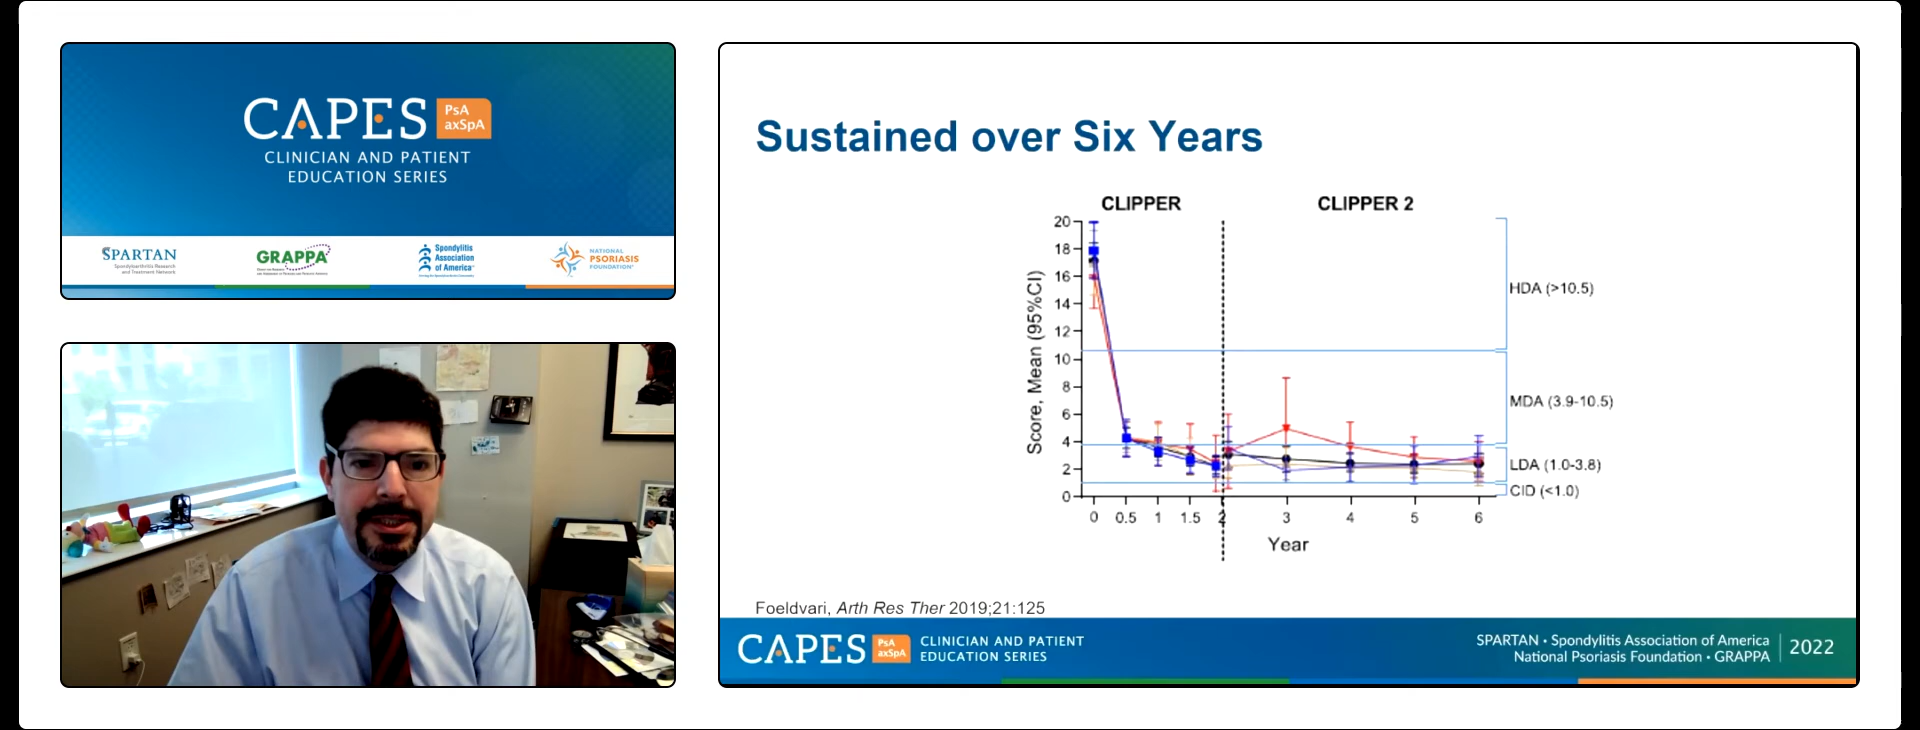 CAPES PsA
axSpA
CLINICIAN AND PATIENT
EDUCATION SERIES
SPARTAN
Spondyloarthritis Research
and Treatment Network
GRAPPA
Spondylitis
Association
of America
NATIONAL
PSORIASIS
FOUNDATION
Sustained over Six Years
CLIPPER CLIPPER 2
Score, Mean (95%CI)
20
18
16
14
12
10
8
6
4
2
0
HDA (>10.5)
MDA (3.9-10.5)
LDA (1.0-3.8)
CID (<1.0)
0 0.5 1 1.5 2 3 4 5 6
Year
Foeldvari, Arth Res Ther 2019;21:125
CAPES PsA
axSpA
CLINICIAN AND PATIENT
EDUCATION SERIES
SPARTAN • Spondylitis Association of America
National Psoriasis Foundation • GRAPPA
2022